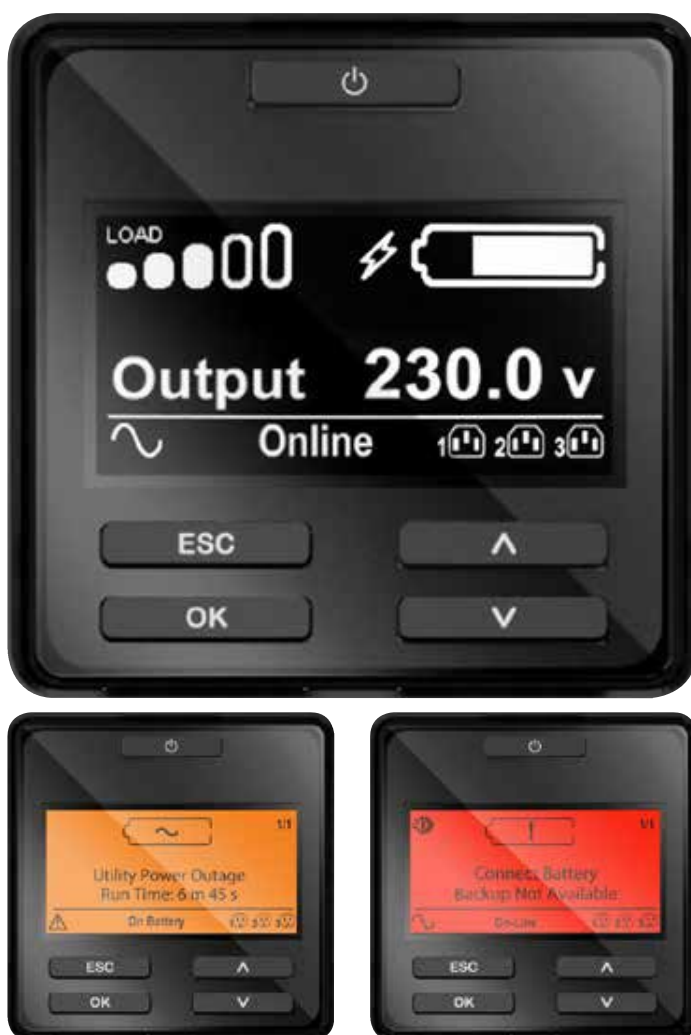 LOAD
Output 230.0 v
Online 1 2 3
ESC
OK
1/1
Utility Power Outage
Run Time: 6 m 45 s
On Battery
ESC
OK
1/1
Connect Battery
Backup Not Available
On-Line
ESC
OK